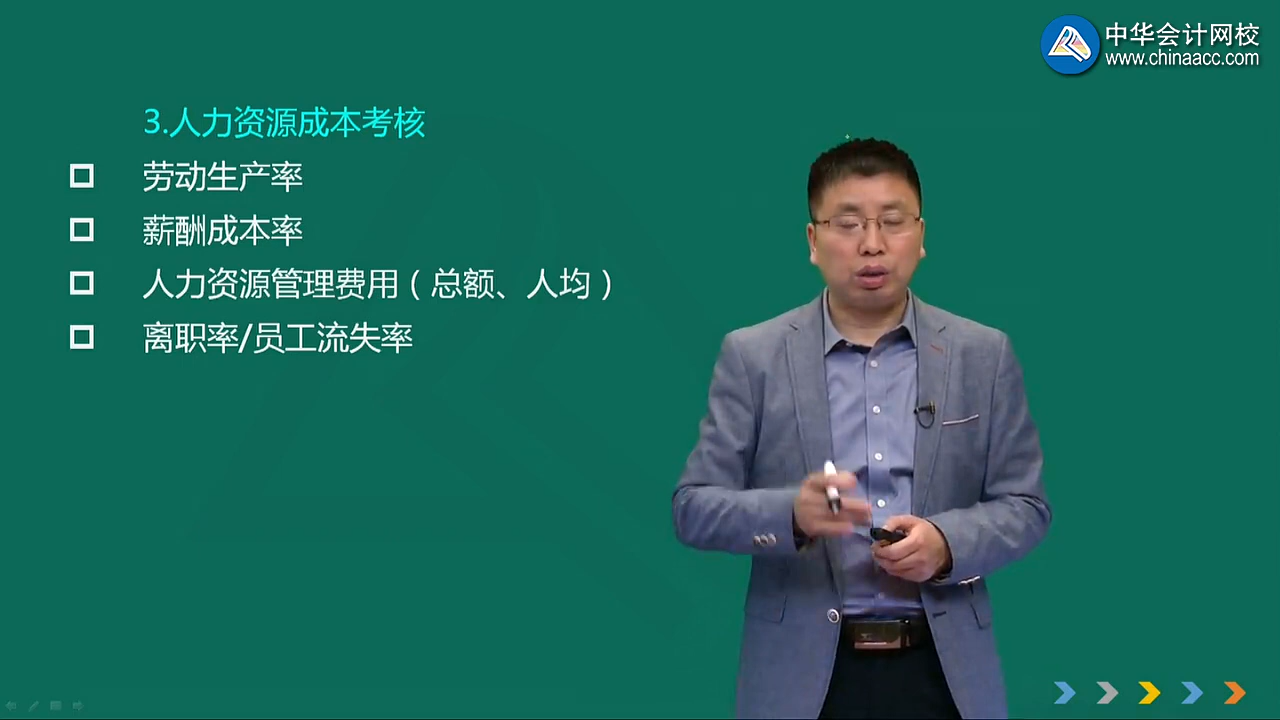 中华会计网校
www.chinaacc.com
3.人力资源成本考核
劳动生产率
薪酬成本率
人力资源管理费用（总额、人均）
离职率/员工流失率